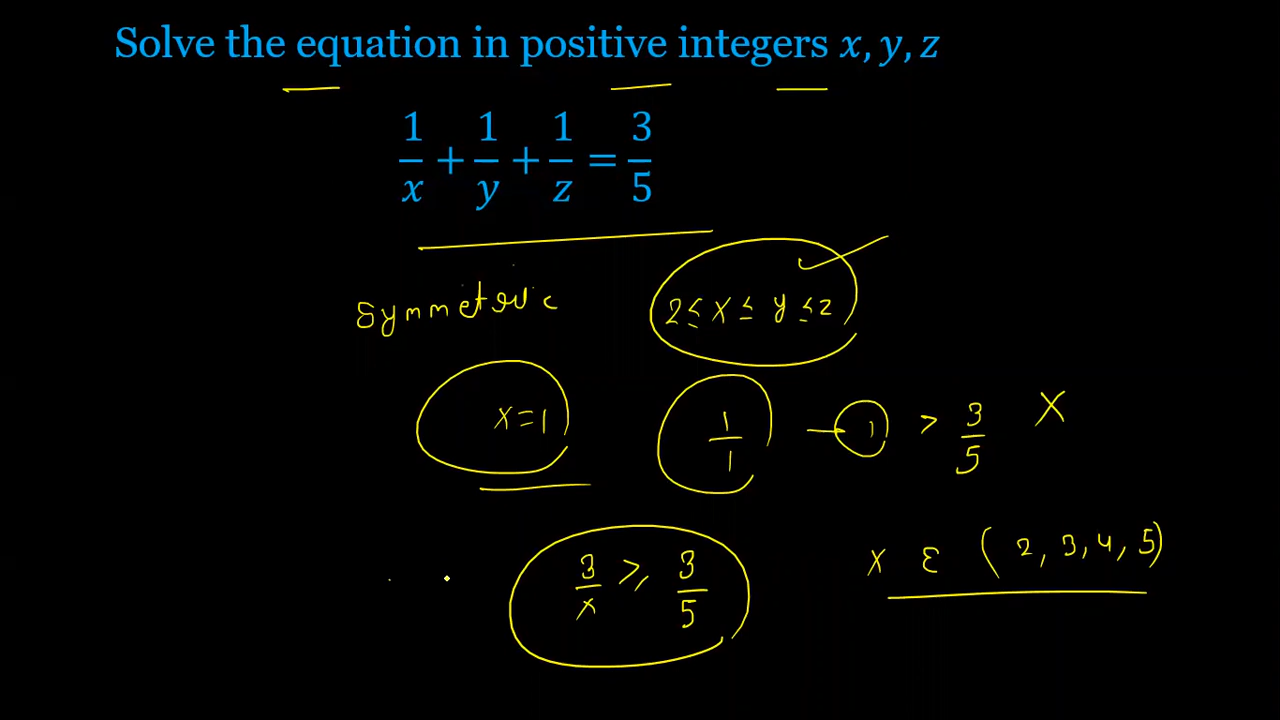 Solve the equation in positive integers x, y, z
1/x + 1/y + 1/z = 3/5
Symmetric 2 ≤ x ≤ y ≤ z
x=1 1/1 → 1 > 3/5 X
3/x ≥ 3/5 x ε (2, 3, 4, 5)